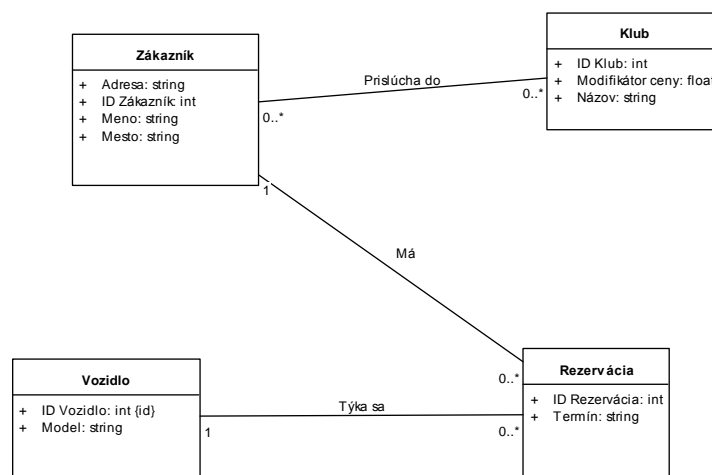 Zákazník
+ Adresa: string
+ ID Zákazník: int
+ Meno: string
+ Mesto: string
Prislúcha do
0..*
0..*
Klub
+ ID Klub: int
+ Modifikátor ceny: float
+ Názov: string
1
Má
0..*
Vozidlo
+ ID Vozidlo: int {id}
+ Model: string
Týka sa
1
0..*
Rezervácia
+ ID Rezervácia: int
+ Termín: string